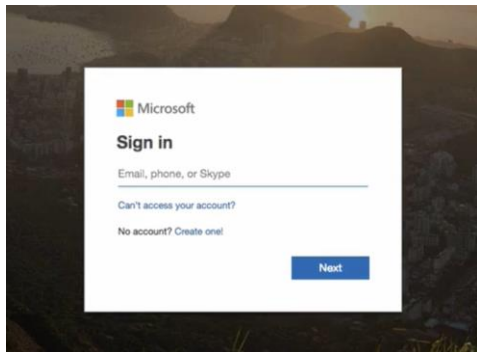 Microsoft
Sign in
Email, phone, or Skype
Can't access your account?
No account? Create one!
Next